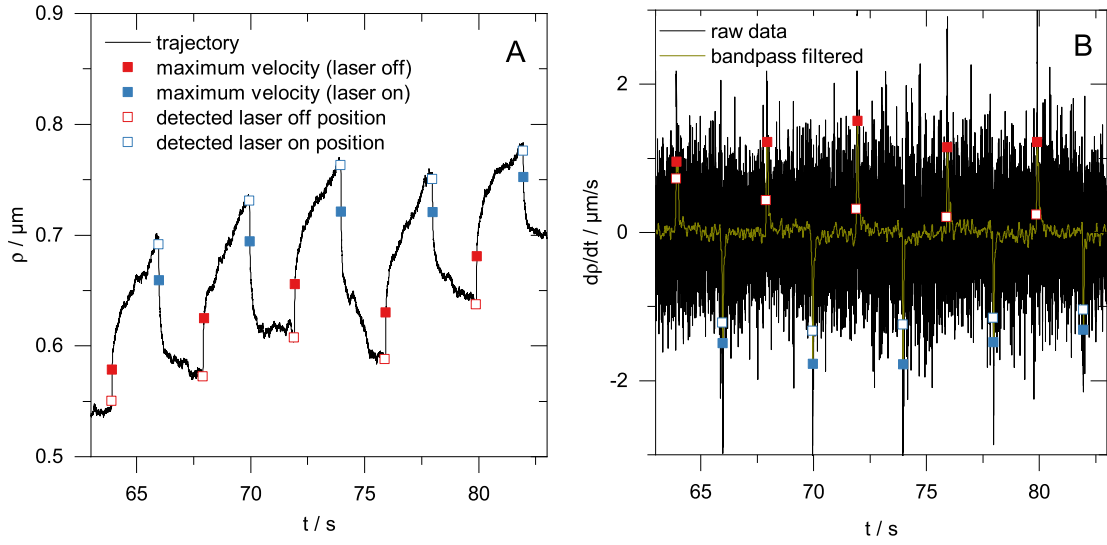 A
trajectory
maximum velocity (laser off)
maximum velocity (laser on)
detected laser off position
detected laser on position
0.9
0.8
0.7
0.6
0.5
ρ / μm
65
70
75
80
t / s
B
raw data
bandpass filtered
2
0
-2
dρ/dt / μm/s
65
70
75
80
t / s